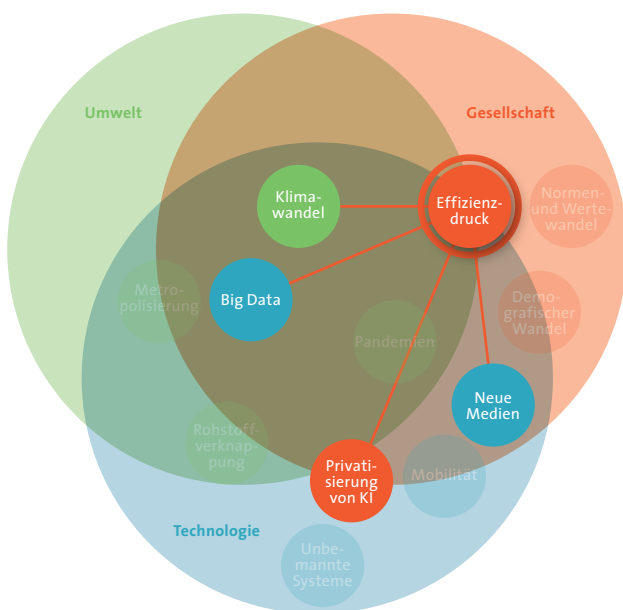 Umwelt
Gesellschaft
Klima-
wandel
Effizienz-
druck
Normen-
und Werte-
wandel
Metro-
polisierung
Big Data
Demo-
grafischer
Wandel
Pandemien
Neue
Medien
Rohstoff-
verknap-
pung
Privati-
sierung
von KI
Mobilität
Technologie
Unbe-
mannte
Systeme